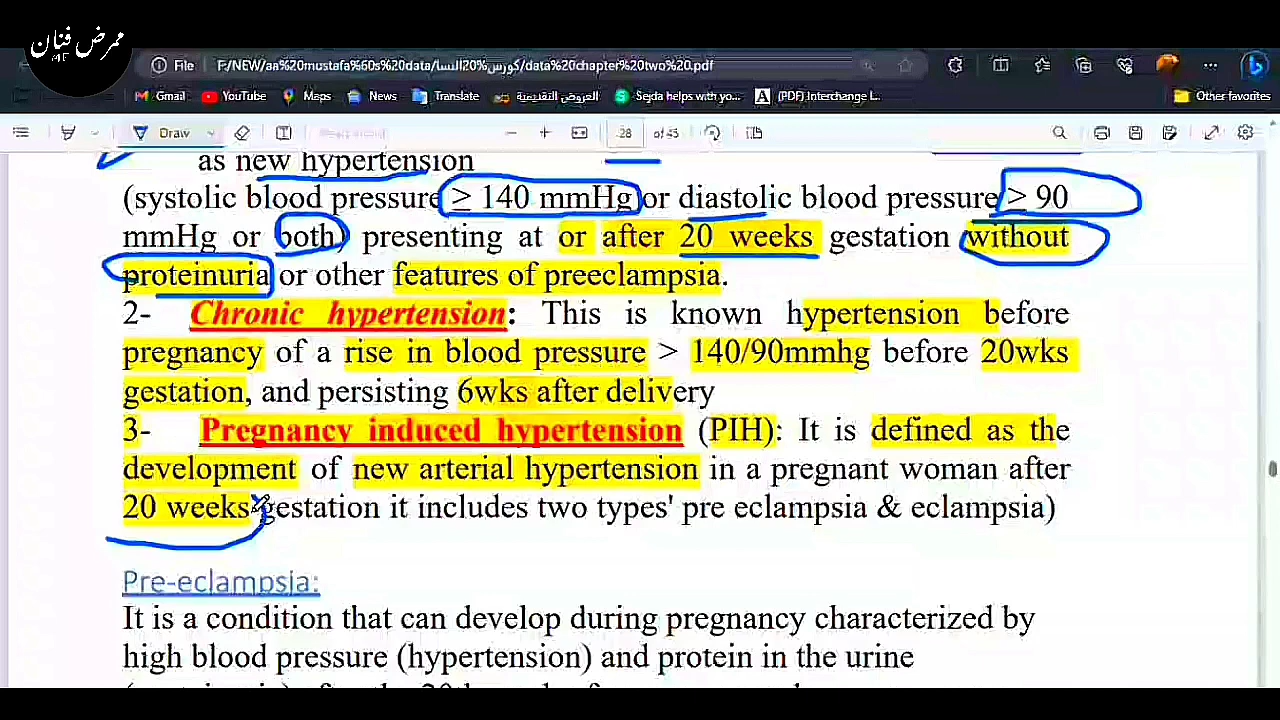 ممرض فنان
File F:/NEW/aa%20mustafa%60s%20data/كورس%20النسا/data%20chapter%20two%20.pdf
Gmail YouTube Maps News Translate العروض التقديمية Sejda helps with yo... (PDF) Interchange L... Other favorites
Draw 28 of 45
as new hypertension
(systolic blood pressure ≥ 140 mmHg or diastolic blood pressure > 90
mmHg or both) presenting at or after 20 weeks gestation without
proteinuria or other features of preeclampsia.
2- Chronic hypertension: This is known hypertension before
pregnancy of a rise in blood pressure > 140/90mmhg before 20wks
gestation, and persisting 6wks after delivery
3- Pregnancy induced hypertension (PIH): It is defined as the
development of new arterial hypertension in a pregnant woman after
20 weeks gestation it includes two types' pre eclampsia & eclampsia)
Pre-eclampsia:
It is a condition that can develop during pregnancy characterized by
high blood pressure (hypertension) and protein in the urine